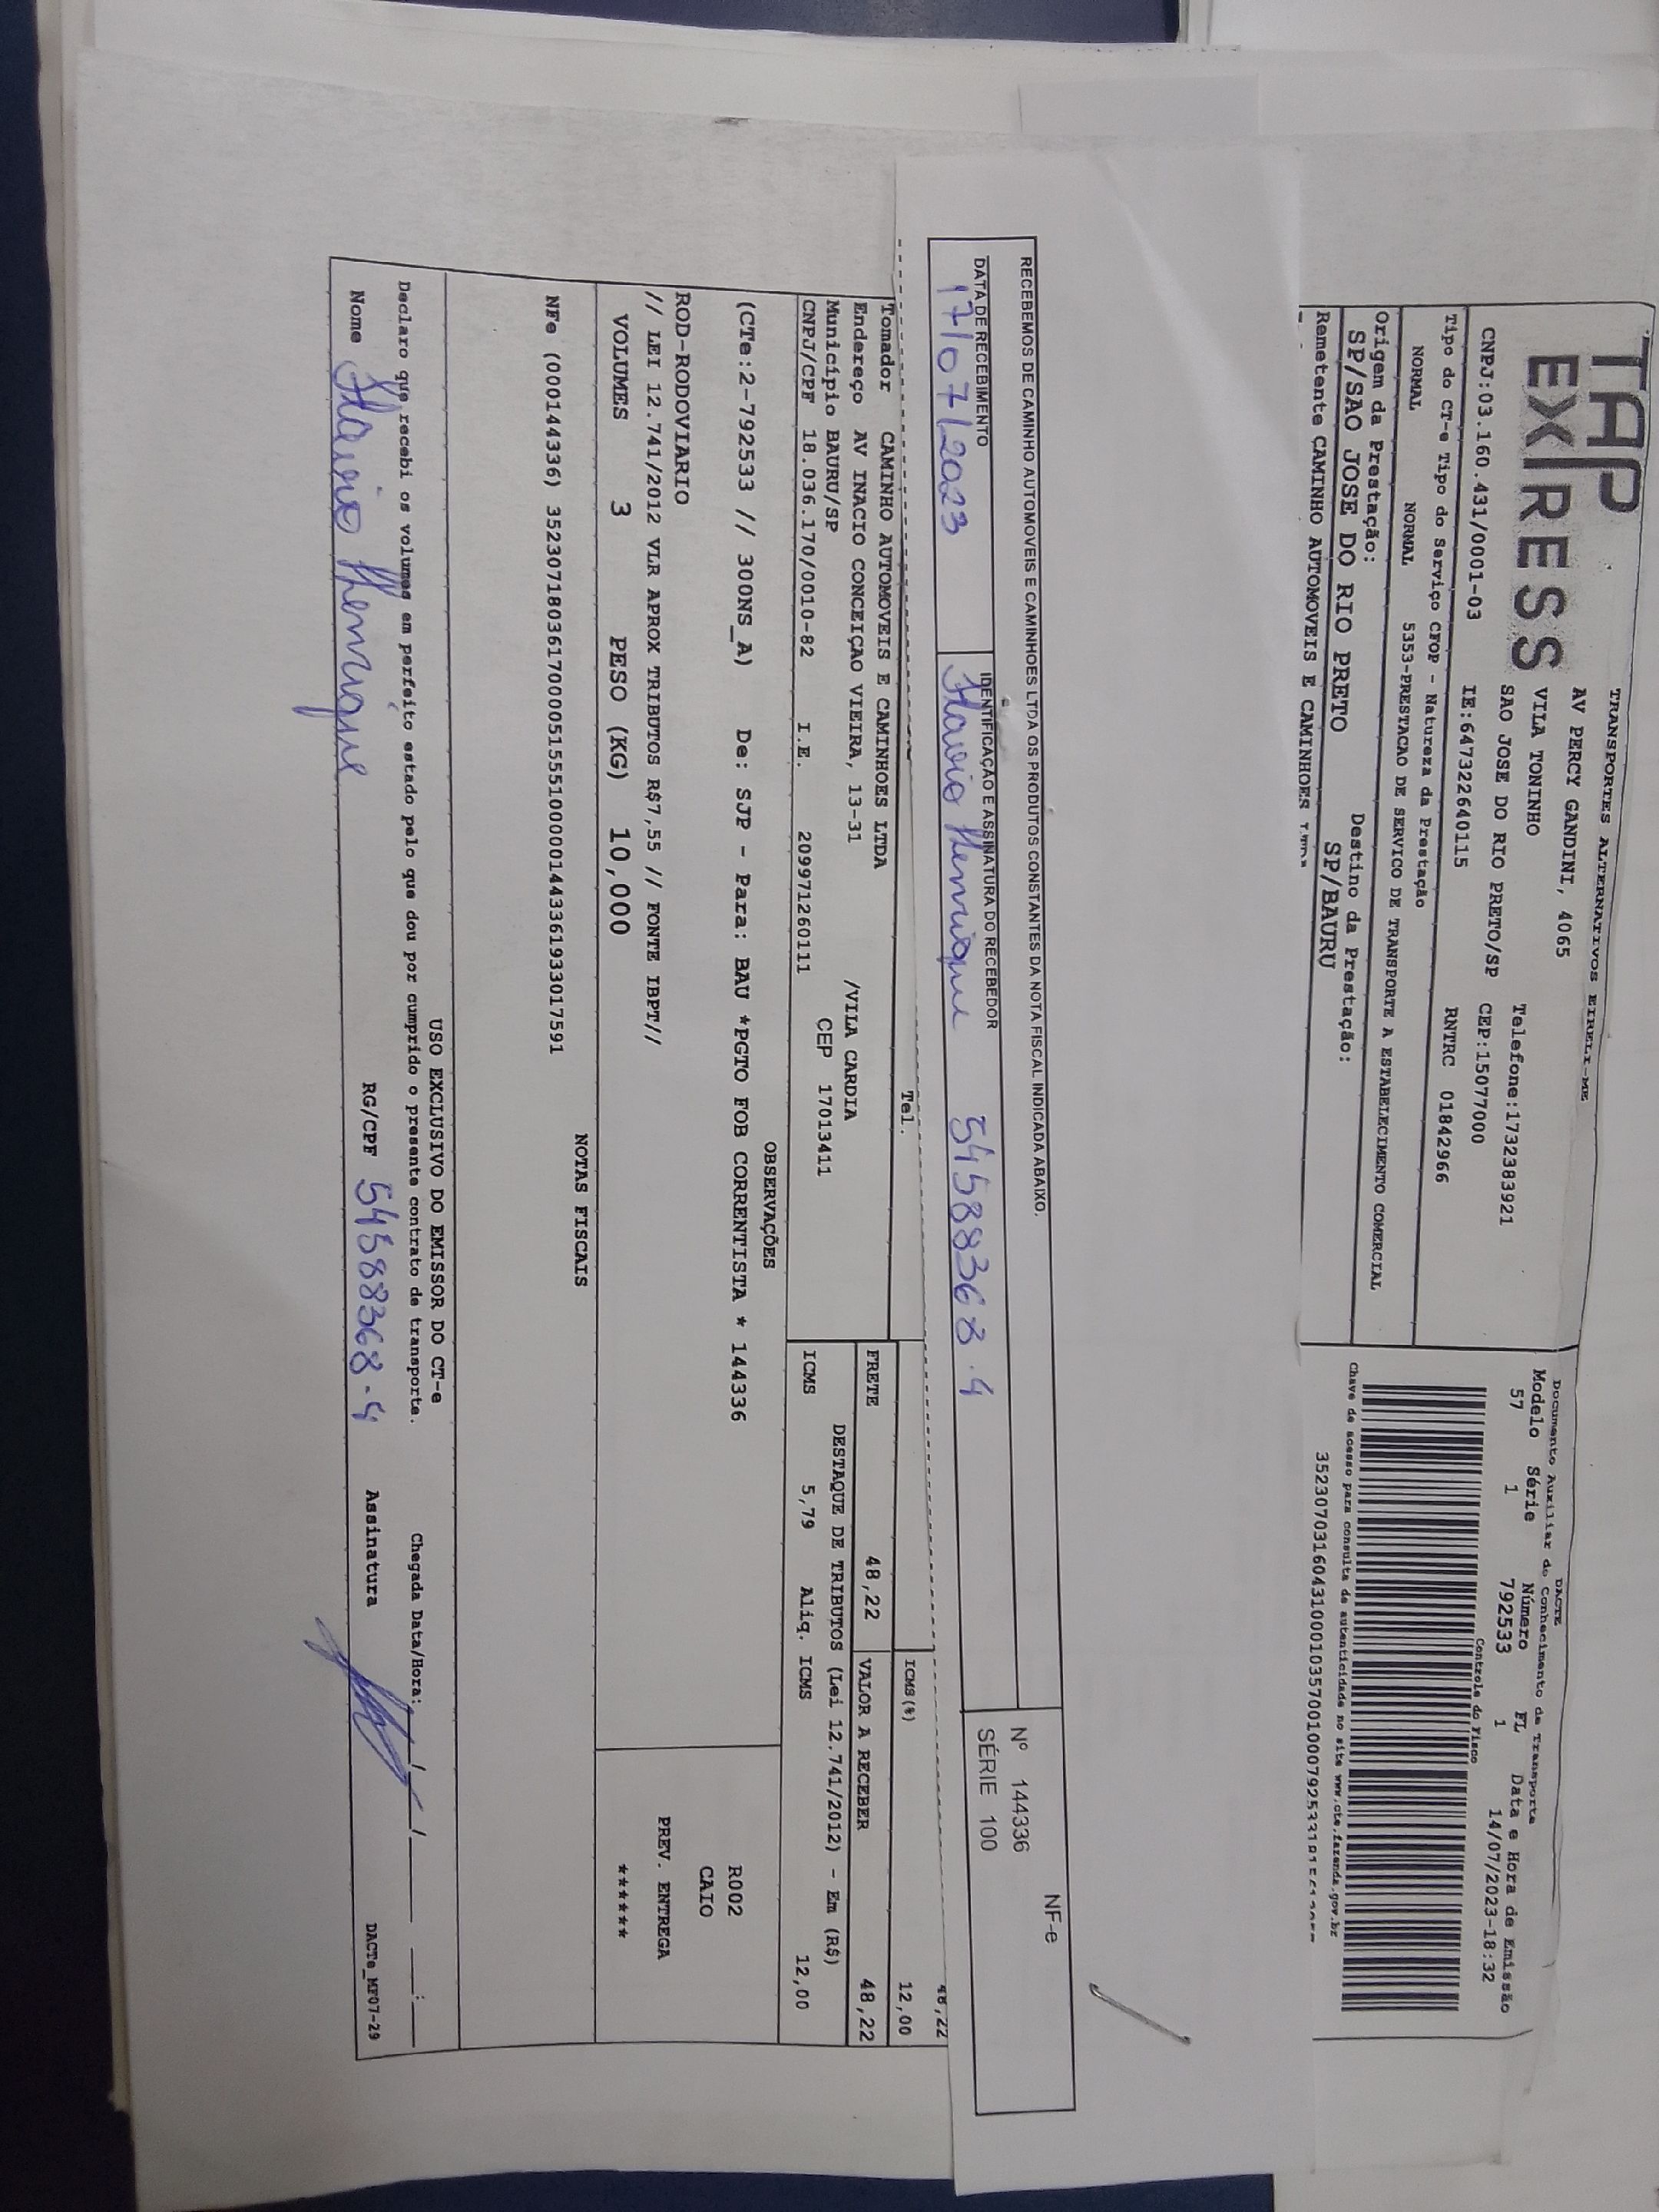 TAP
EXPRESS
TRANSPORTES ALTERNATIVOS EIRELI-ME
AV PERCY GANDINI, 4065
VILA TONINHO
SAO JOSE DO RIO PRETO/SP CEP:15077000
Telefone:1732383921
CNPJ:03.160.431/0001-03 IE:647322640115 RNTRC 01842966
Tipo do CT-e Tipo do Serviço CFOP - Natureza da Prestação
NORMAL NORMAL 5353-PRESTACAO DE SERVICO DE TRANSPORTE A ESTABELECIMENTO COMERCIAL
Origem da Prestação: Destino da Prestação:
SP/SAO JOSE DO RIO PRETO SP/BAURU
Remetente CAMINHO AUTOMOVEIS E CAMINHOES LTDA
DACTE
Documento Auxiliar do Conhecimento de Transporte
Modelo Série Número FL Data e Hora de Emissão
57 1 792533 1 14/07/2023-18:32
Controle do Fisco
Chave de acesso para consulta de autenticidade no site www.cte.fazenda.gov.br
RECEBEMOS DE CAMINHO AUTOMOVEIS E CAMINHOES LTDA OS PRODUTOS CONSTANTES DA NOTA FISCAL INDICADA ABAIXO.
NF-e
Nº 144336
SÉRIE 100
DATA DE RECEBIMENTO IDENTIFICAÇÃO E ASSINATURA DO RECEBEDOR
17/07/2023 Flavio Henrique 54588368.4
48,22
Tel. ICMS(%) 12,00
Tomador CAMINHO AUTOMOVEIS E CAMINHOES LTDA
Endereço AV INACIO CONCEIÇAO VIEIRA, 13-31 /VILA CARDIA
Município BAURU/SP CEP 17013411
CNPJ/CPF 18.036.170/0010-82 I.E. 209971260111
FRETE 48,22 VALOR A RECEBER 48,22
DESTAQUE DE TRIBUTOS (Lei 12.741/2012) - Em (R$)
ICMS 5,79 Aliq. ICMS 12,00
OBSERVAÇÕES
(CTe:2-792533 // 300NS_A) De: SJP - Para: BAU *PGTO FOB CORRENTISTA * 144336
R002
CAIO
ROD-RODOVIARIO
// LEI 12.741/2012 VLR APROX TRIBUTOS R$7,55 // FONTE IBPT//
PREV. ENTREGA
VOLUMES 3 PESO (KG) 10,000 ******
NOTAS FISCAIS
NFe (000144336) 35230718036170000515551000001443361933017591
USO EXCLUSIVO DO EMISSOR DO CT-e
Declaro que recebi os volumes em perfeito estado pelo que dou por cumprido o presente contrato de transporte. Chegada Data/Hora: __/__/____ __:__
Nome Flavio Henrique RG/CPF 54588368-4 Assinatura
DACTe_MF07-29